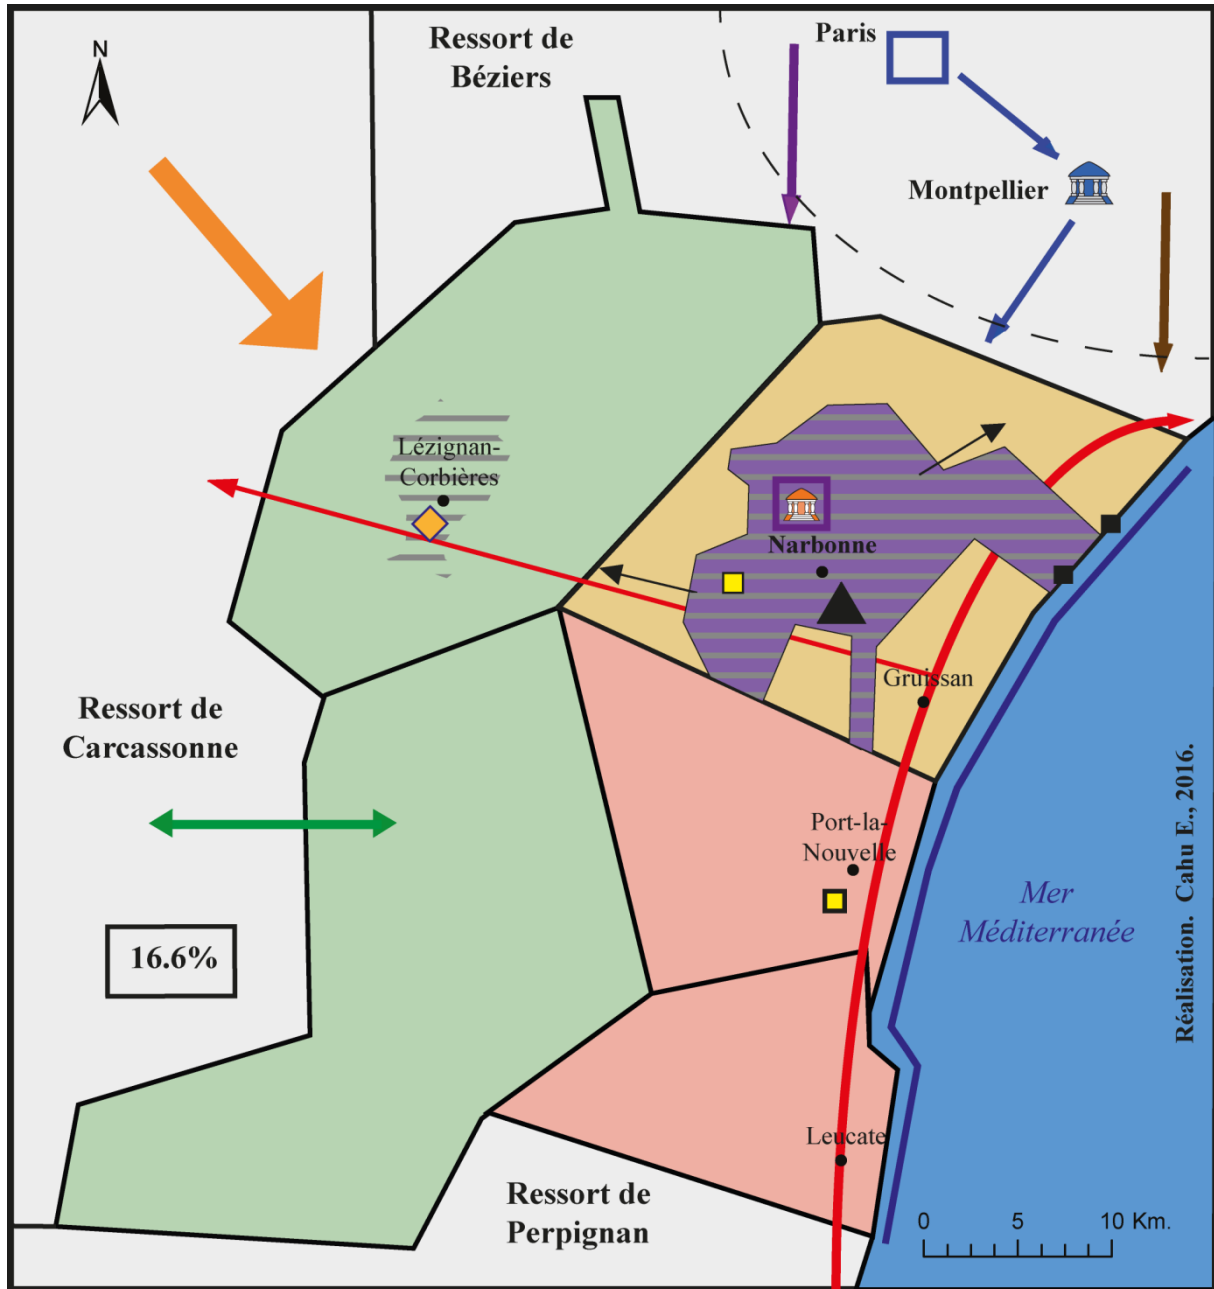 N
Ressort de
Béziers
Paris
Montpellier
Lézignan-
Corbières
Narbonne
Gruissan
Ressort de
Carcassonne
Port-la-
Nouvelle
16.6%
Mer
Méditerranée
Réalisation. Cahu E., 2016.
Leucate
Ressort de
Perpignan
0 5 10 Km.